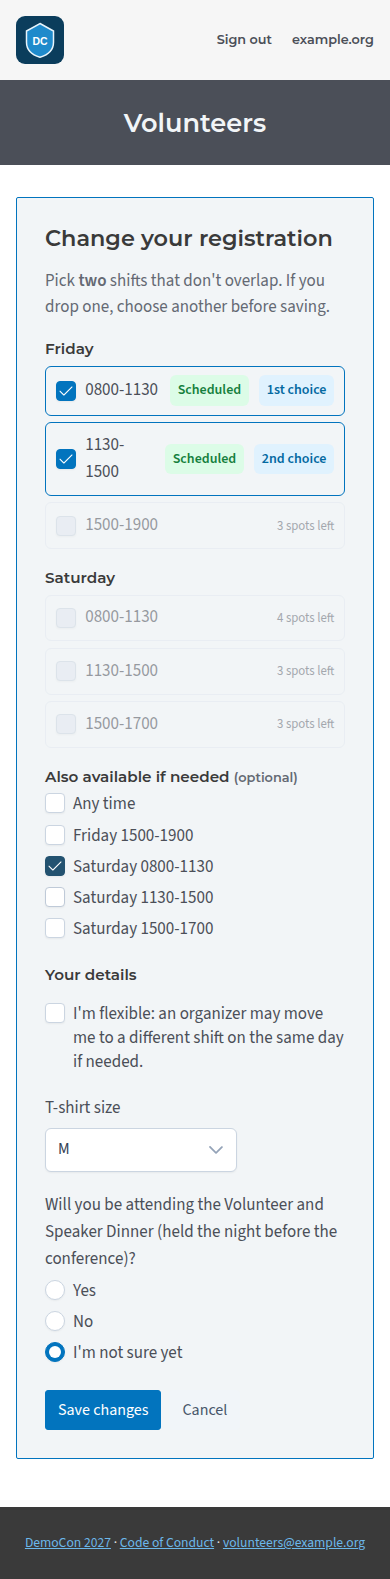 DC
Sign out example.org
Volunteers
Change your registration
Pick two shifts that don't overlap. If you
drop one, choose another before saving.
Friday
0800-1130 Scheduled 1st choice
1130-
1500 Scheduled 2nd choice
1500-1900 3 spots left
Saturday
0800-1130 4 spots left
1130-1500 3 spots left
1500-1700 3 spots left
Also available if needed (optional)
Any time
Friday 1500-1900
Saturday 0800-1130
Saturday 1130-1500
Saturday 1500-1700
Your details
I'm flexible: an organizer may move
me to a different shift on the same day
if needed.
T-shirt size
M
Will you be attending the Volunteer and
Speaker Dinner (held the night before the
conference)?
Yes
No
I'm not sure yet
Save changes Cancel
DemoCon 2027 · Code of Conduct · volunteers@example.org